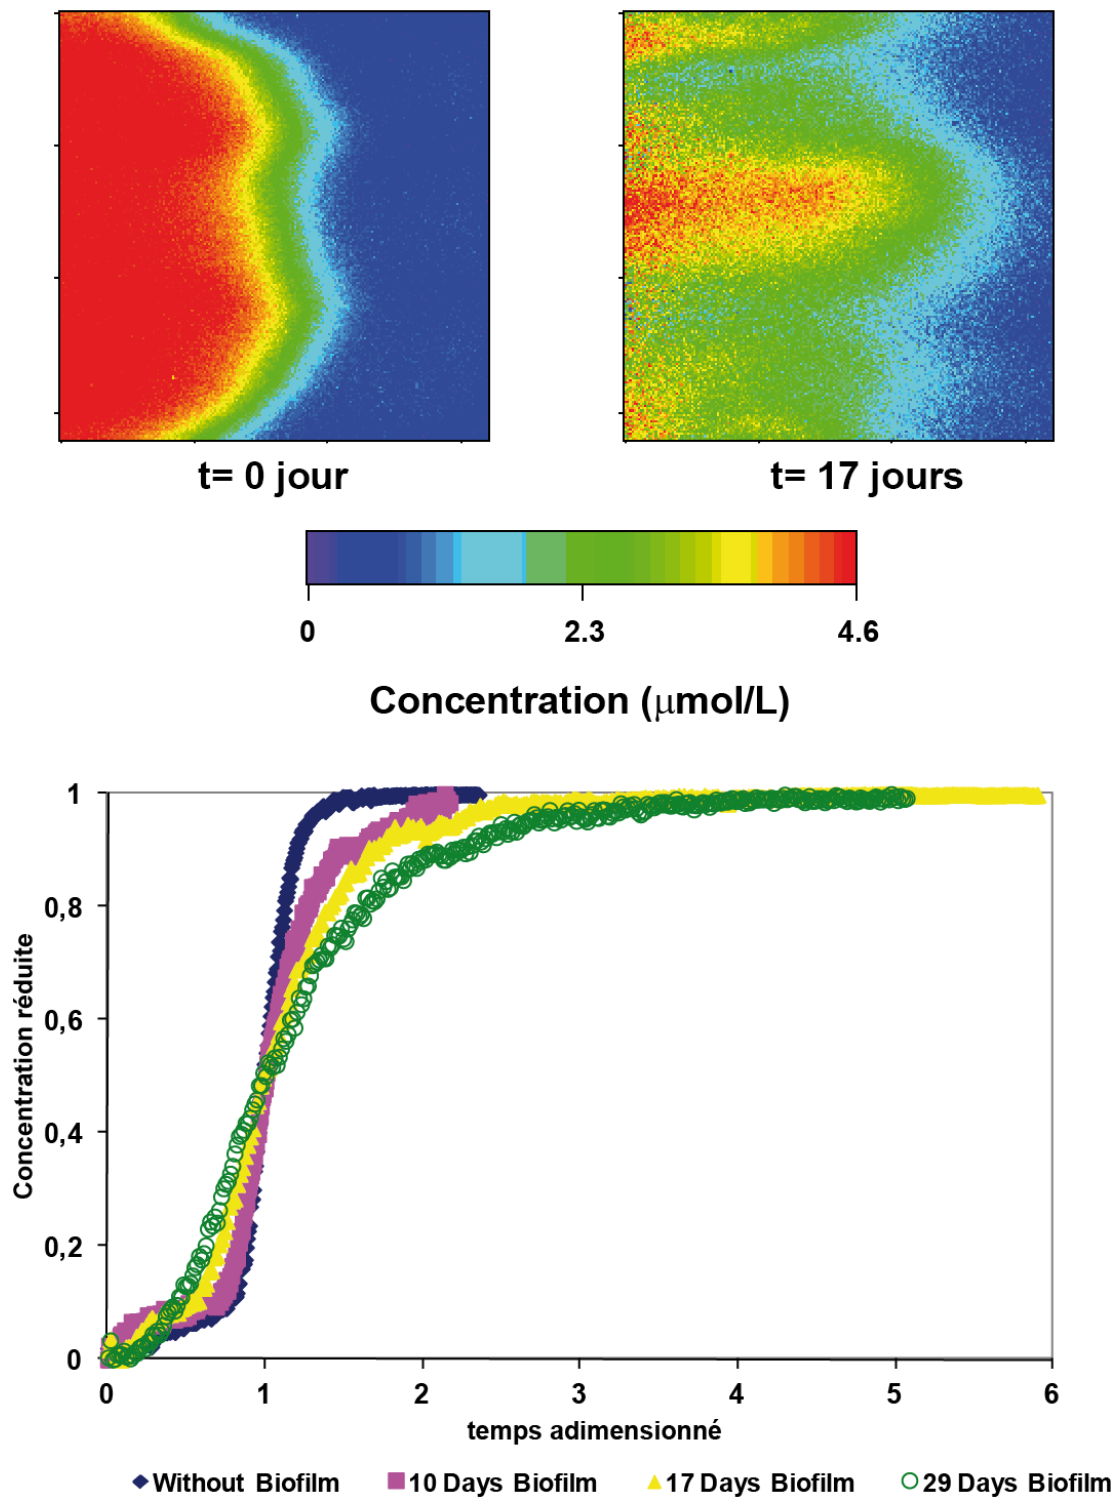 t= 0 jour
t= 17 jours
0 2.3 4.6
Concentration (μmol/L)
1
0,8
0,6
0,4
0,2
0
Concentration réduite
0 1 2 3 4 5 6
temps adimensionné
Without Biofilm 10 Days Biofilm 17 Days Biofilm 29 Days Biofilm